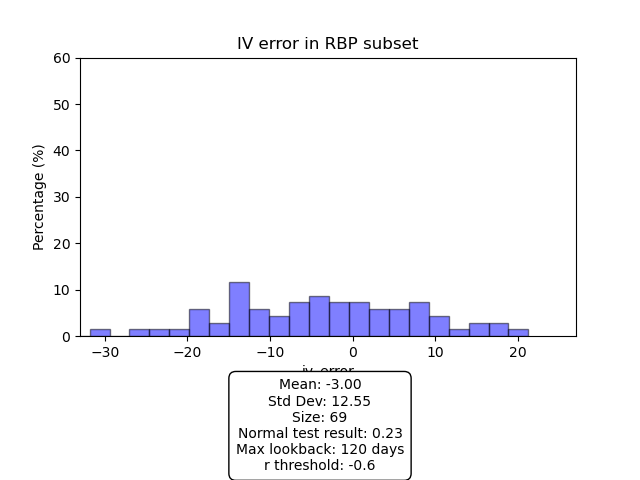 IV error in RBP subset
Percentage (%)
60
50
40
30
20
10
0
−30
−20
−10
0
10
20
iv_error
Mean: -3.00
Std Dev: 12.55
Size: 69
Normal test result: 0.23
Max lookback: 120 days
r threshold: -0.6